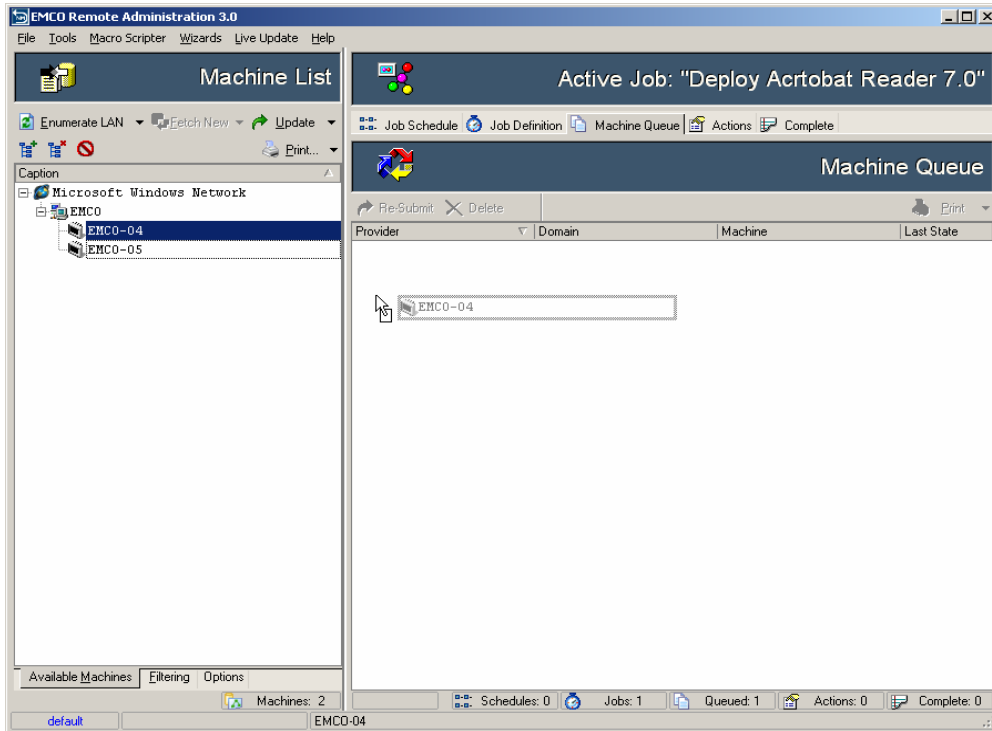 EMCO Remote Administration 3.0
File Tools Macro Scripter Wizards Live Update Help
Machine List
Enumerate LAN Fetch New Update
Print...
Caption
Microsoft Windows Network
EMCO
EMCO-04
EMCO-05
Available Machines Filtering Options
Machines: 2
Active Job: "Deploy Acrtobat Reader 7.0"
Job Schedule Job Definition Machine Queue Actions Complete
Machine Queue
Re-Submit Delete Print
Provider Domain Machine Last State
EMCO-04
Schedules: 0 Jobs: 1 Queued: 1 Actions: 0 Complete: 0
default EMCO-04